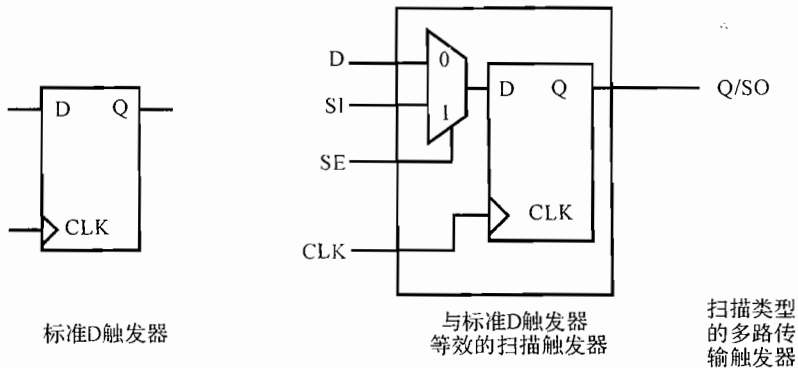 D
Q
CLK
标准D触发器
D
SI
SE
CLK
0
1
D
Q
CLK
Q/SO
与标准D触发器
等效的扫描触发器
扫描类型
的多路传
输触发器